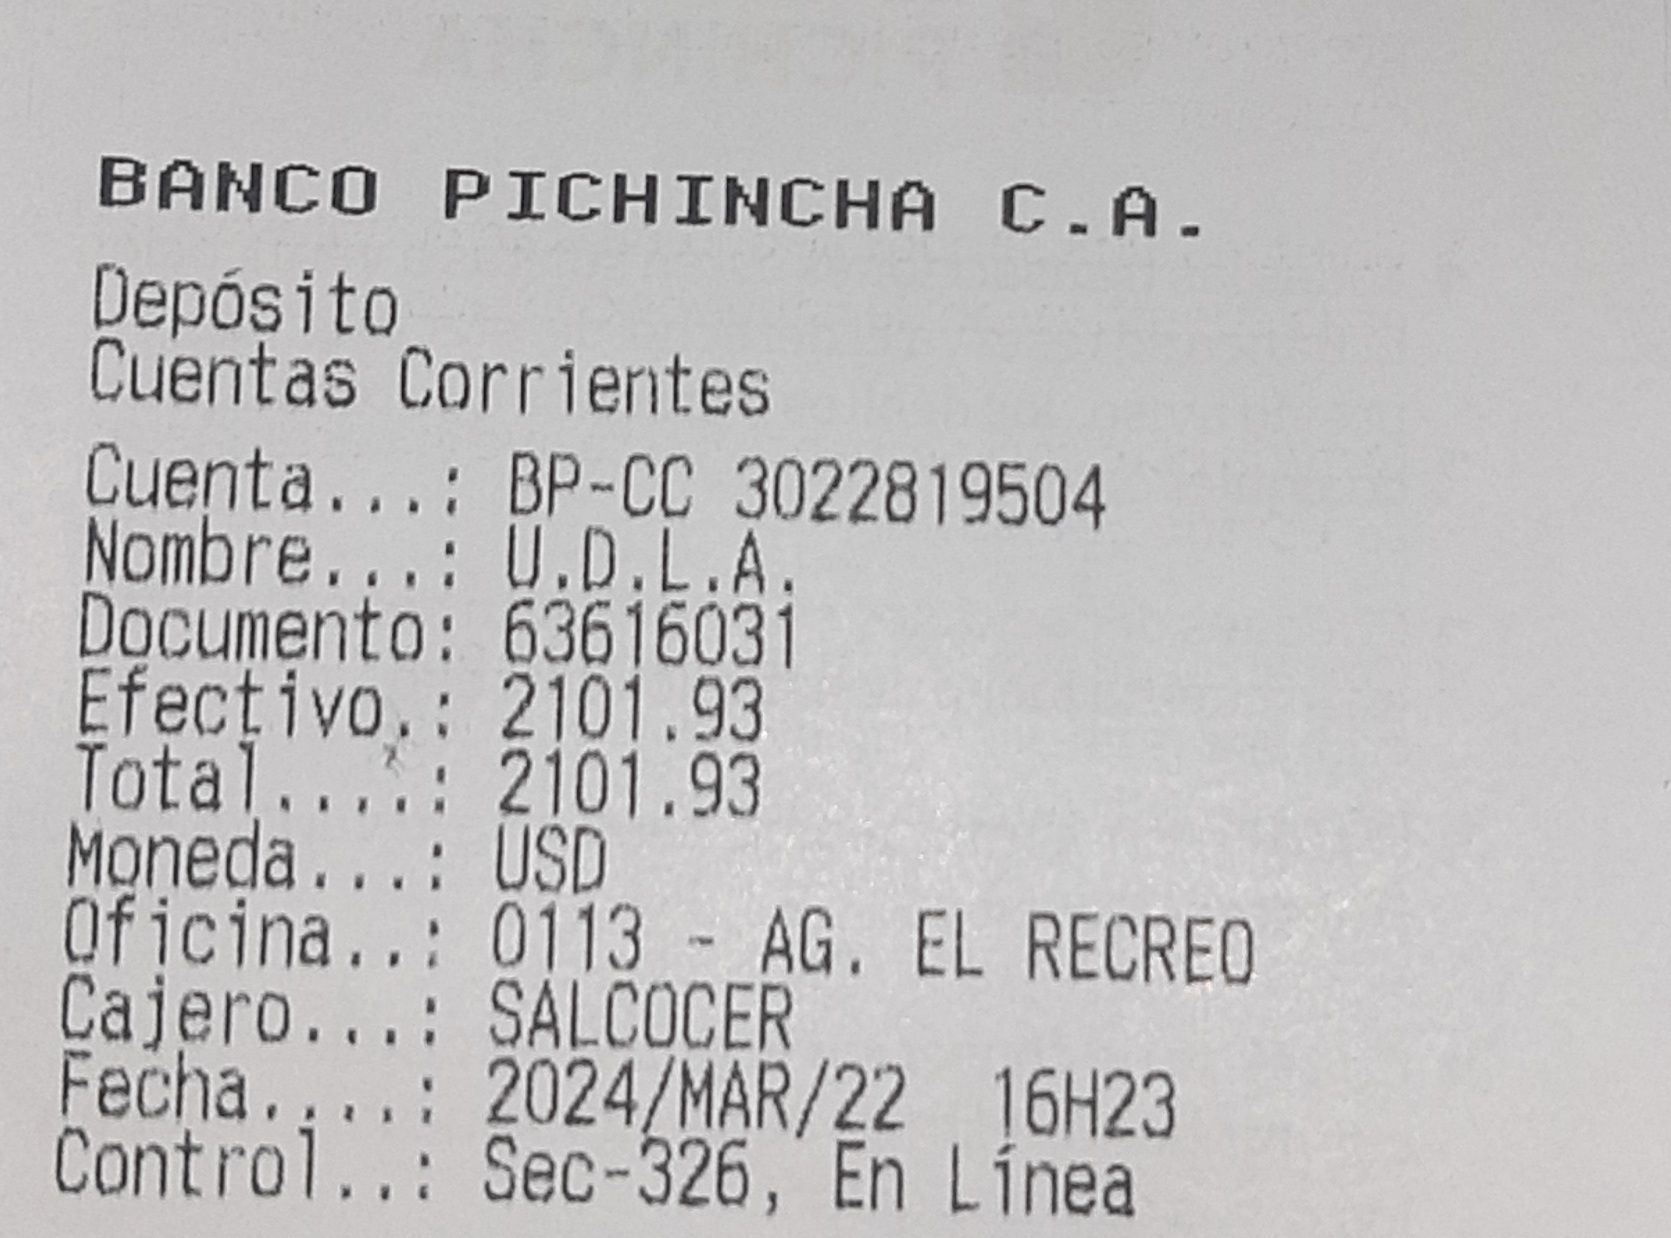 BANCO PICHINCHA C.A.
Depósito
Cuentas Corrientes
Cuenta...: BP-CC 3022819504
Nombre...: U.D.L.A.
Documento: 63616031
Efectivo.: 2101.93
Total....: 2101.93
Moneda...: USD
Oficina..: 0113 - AG. EL RECREO
Cajero...: SALCOCER
Fecha....: 2024/MAR/22  16H23
Control..: Sec-326, En Línea